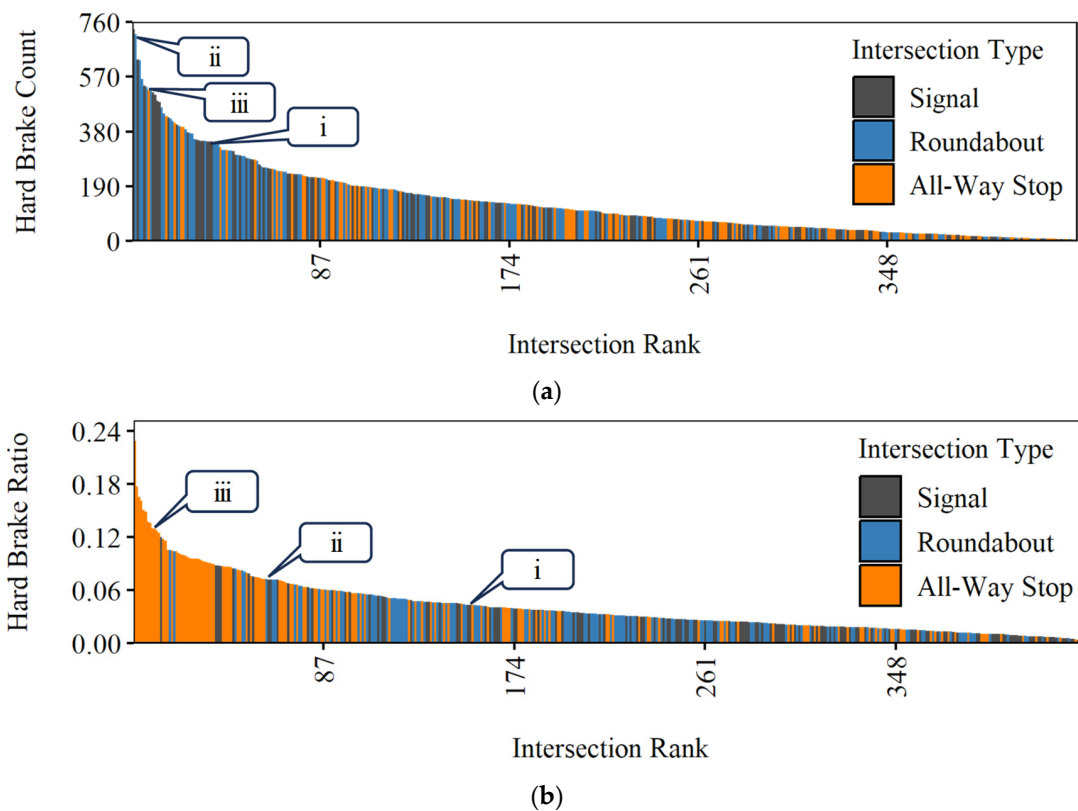 760
570
380
190
0
Hard Brake Count
ii
iii
i
Intersection Type
Signal
Roundabout
All-Way Stop
87
174
261
348
Intersection Rank
(a)
0.24
0.18
0.12
0.06
0.00
Hard Brake Ratio
iii
ii
i
Intersection Type
Signal
Roundabout
All-Way Stop
87
174
261
348
Intersection Rank
(b)